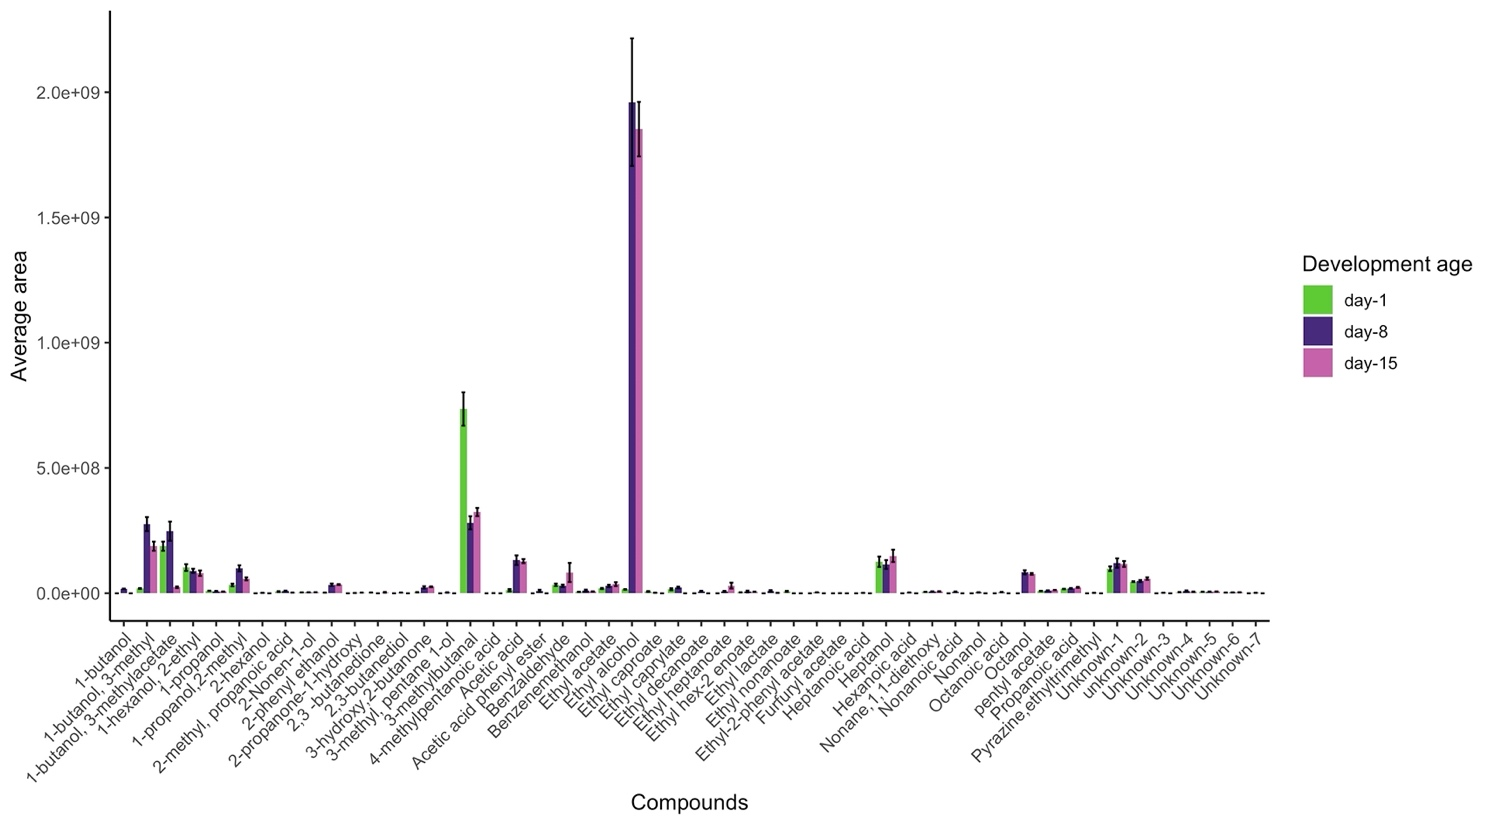 2.0e+09
1.5e+09
1.0e+09
5.0e+08
0.0e+00
Average area
1-butanol
1-butanol, 3-methyl
1-butanol, 3-methylacetate
1-hexanol, 2-ethyl
1-propanol
1-propanol,2-methyl
2-hexanol
2-methyl, propanoic acid
2-Nonen-1-ol
2-phenyl ethanol
2-propanone-1-hydroxy
2,3 -butanedione
2,3-butanediol
3-hydroxy,2-butanone
3-methyl, pentane 1-ol
3-methylbutanal
4-methylpentanoic acid
Acetic acid
Acetic acid phenyl ester
Benzaldehyde
Benzenemethanol
Ethyl acetate
Ethyl alcohol
Ethyl caproate
Ethyl caprylate
Ethyl decanoate
Ethyl heptanoate
Ethyl hex-2 enoate
Ethyl lactate
Ethyl nonanoate
Ethyl-2-phenyl acetate
Furfuryl acetate
Heptanoic acid
Heptanol
Hexanoic acid
Nonane,1,1-diethoxy
Nonanoic acid
Nonanol
Octanoic acid
Octanol
pentyl acetate
Propanoic acid
Pyrazine,ethyltrimethyl
Unknown-1
unknown-2
Unknown-3
Unknown-4
Unknown-5
Unknown-6
Unknown-7
Compounds
Development age
day-1
day-8
day-15